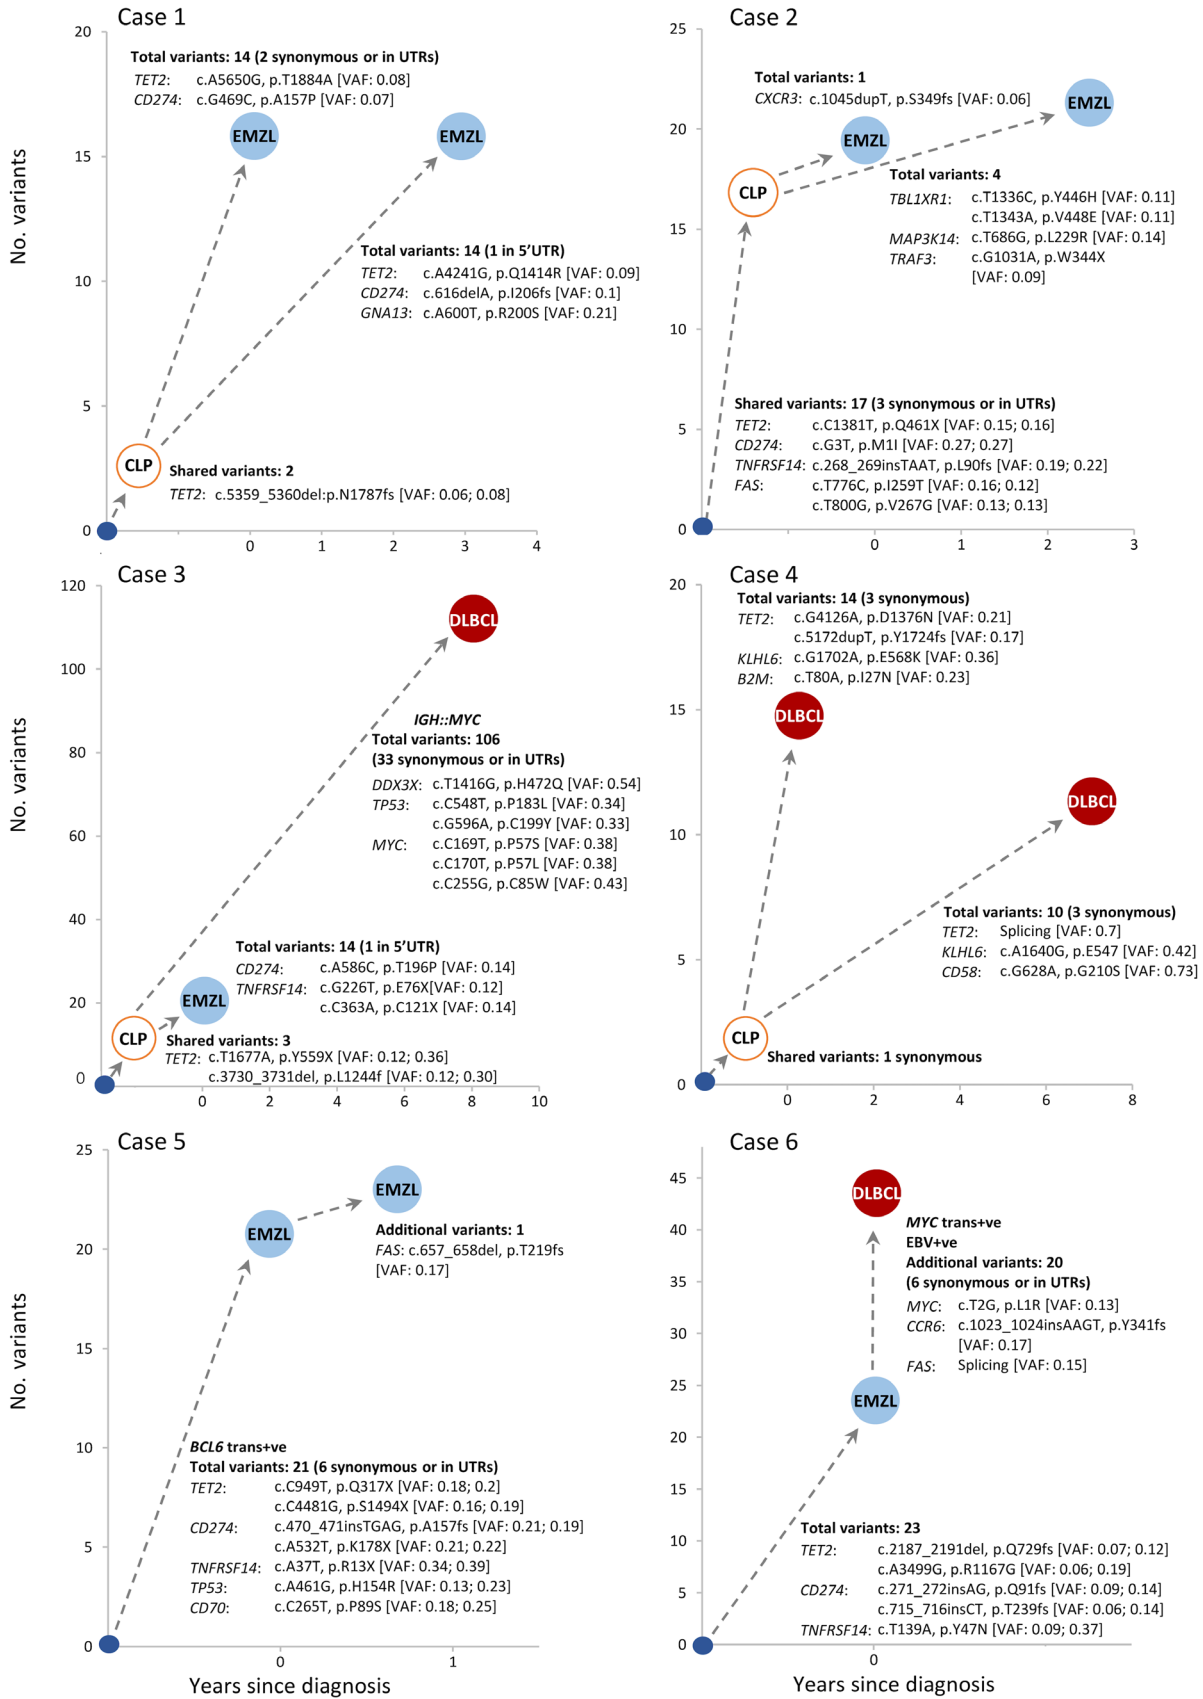 Case 1
No. variants
20
15
10
5
0
Total variants: 14 (2 synonymous or in UTRs)
TET2: c.A5650G, p.T1884A [VAF: 0.08]
CD274: c.G469C, p.A157P [VAF: 0.07]
EMZL
EMZL
Total variants: 14 (1 in 5'UTR)
TET2: c.A4241G, p.Q1414R [VAF: 0.09]
CD274: c.616delA, p.I206fs [VAF: 0.1]
GNA13: c.A600T, p.R200S [VAF: 0.21]
CLP
Shared variants: 2
TET2: c.5359_5360del:p.N1787fs [VAF: 0.06; 0.08]
0 1 2 3 4
Case 2
25
20
15
10
5
0
Total variants: 1
CXCR3: c.1045dupT, p.S349fs [VAF: 0.06]
EMZL
EMZL
CLP
Total variants: 4
TBL1XR1: c.T1336C, p.Y446H [VAF: 0.11]
c.T1343A, p.V448E [VAF: 0.11]
MAP3K14: c.T686G, p.L229R [VAF: 0.14]
TRAF3: c.G1031A, p.W344X
[VAF: 0.09]
Shared variants: 17 (3 synonymous or in UTRs)
TET2: c.C1381T, p.Q461X [VAF: 0.15; 0.16]
CD274: c.G3T, p.M1I [VAF: 0.27; 0.27]
TNFRSF14: c.268_269insTAAT, p.L90fs [VAF: 0.19; 0.22]
FAS: c.T776C, p.I259T [VAF: 0.16; 0.12]
c.T800G, p.V267G [VAF: 0.13; 0.13]
0 1 2 3
Case 3
No. variants
120
100
80
60
40
20
0
DLBCL
IGH::MYC
Total variants: 106
(33 synonymous or in UTRs)
DDX3X: c.T1416G, p.H472Q [VAF: 0.54]
TP53: c.C548T, p.P183L [VAF: 0.34]
c.G596A, p.C199Y [VAF: 0.33]
MYC: c.C169T, p.P57S [VAF: 0.38]
c.C170T, p.P57L [VAF: 0.38]
c.C255G, p.C85W [VAF: 0.43]
Total variants: 14 (1 in 5'UTR)
CD274: c.A586C, p.T196P [VAF: 0.14]
TNFRSF14: c.G226T, p.E76X[VAF: 0.12]
c.C363A, p.C121X [VAF: 0.14]
EMZL
CLP
Shared variants: 3
TET2: c.T1677A, p.Y559X [VAF: 0.12; 0.36]
c.3730_3731del, p.L1244f [VAF: 0.12; 0.30]
0 2 4 6 8 10
Case 4
20
15
10
5
0
Total variants: 14 (3 synonymous)
TET2: c.G4126A, p.D1376N [VAF: 0.21]
c.5172dupT, p.Y1724fs [VAF: 0.17]
KLHL6: c.G1702A, p.E568K [VAF: 0.36]
B2M: c.T80A, p.I27N [VAF: 0.23]
DLBCL
DLBCL
Total variants: 10 (3 synonymous)
TET2: Splicing [VAF: 0.7]
KLHL6: c.A1640G, p.E547 [VAF: 0.42]
CD58: c.G628A, p.G210S [VAF: 0.73]
CLP
Shared variants: 1 synonymous
0 2 4 6 8
Case 5
No. variants
25
20
15
10
5
0
EMZL
EMZL
Additional variants: 1
FAS: c.657_658del, p.T219fs
[VAF: 0.17]
BCL6 trans+ve
Total variants: 21 (6 synonymous or in UTRs)
TET2: c.C949T, p.Q317X [VAF: 0.18; 0.2]
c.C4481G, p.S1494X [VAF: 0.16; 0.19]
CD274: c.470_471insTGAG, p.A157fs [VAF: 0.21; 0.19]
c.A532T, p.K178X [VAF: 0.21; 0.22]
TNFRSF14: c.A37T, p.R13X [VAF: 0.34; 0.39]
TP53: c.A461G, p.H154R [VAF: 0.13; 0.23]
CD70: c.C265T, p.P89S [VAF: 0.18; 0.25]
0 1
Years since diagnosis
Case 6
45
40
35
30
25
20
15
10
5
0
DLBCL
MYC trans+ve
EBV+ve
Additional variants: 20
(6 synonymous or in UTRs)
MYC: c.T2G, p.L1R [VAF: 0.13]
CCR6: c.1023_1024insAAGT, p.Y341fs
[VAF: 0.17]
FAS: Splicing [VAF: 0.15]
EMZL
Total variants: 23
TET2: c.2187_2191del, p.Q729fs [VAF: 0.07; 0.12]
c.A3499G, p.R1167G [VAF: 0.06; 0.19]
CD274: c.271_272insAG, p.Q91fs [VAF: 0.09; 0.14]
c.715_716insCT, p.T239fs [VAF: 0.06; 0.14]
TNFRSF14: c.T139A, p.Y47N [VAF: 0.09; 0.37]
0
Years since diagnosis